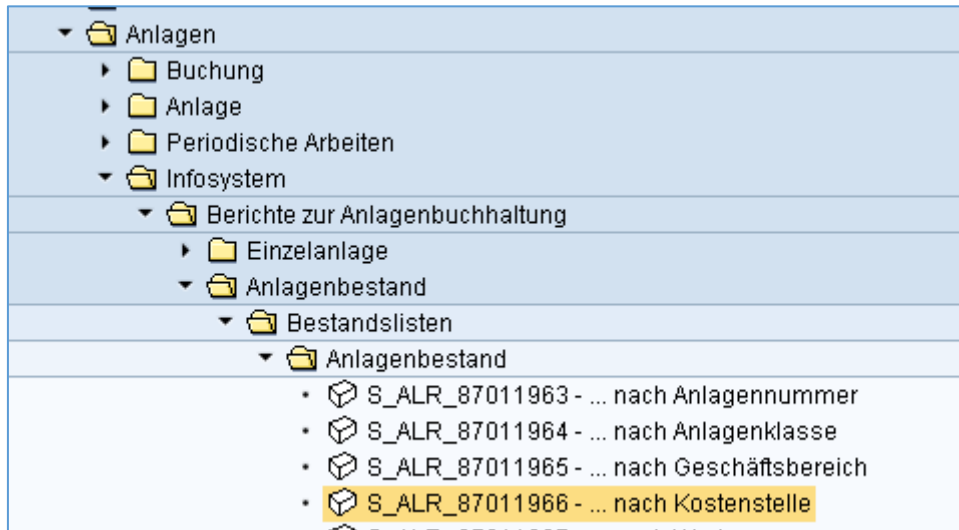 Anlagen
Buchung
Anlage
Periodische Arbeiten
Infosystem
Berichte zur Anlagenbuchhaltung
Einzelanlage
Anlagenbestand
Bestandslisten
Anlagenbestand
S_ALR_87011963 - ... nach Anlagennummer
S_ALR_87011964 - ... nach Anlagenklasse
S_ALR_87011965 - ... nach Geschäftsbereich
S_ALR_87011966 - ... nach Kostenstelle